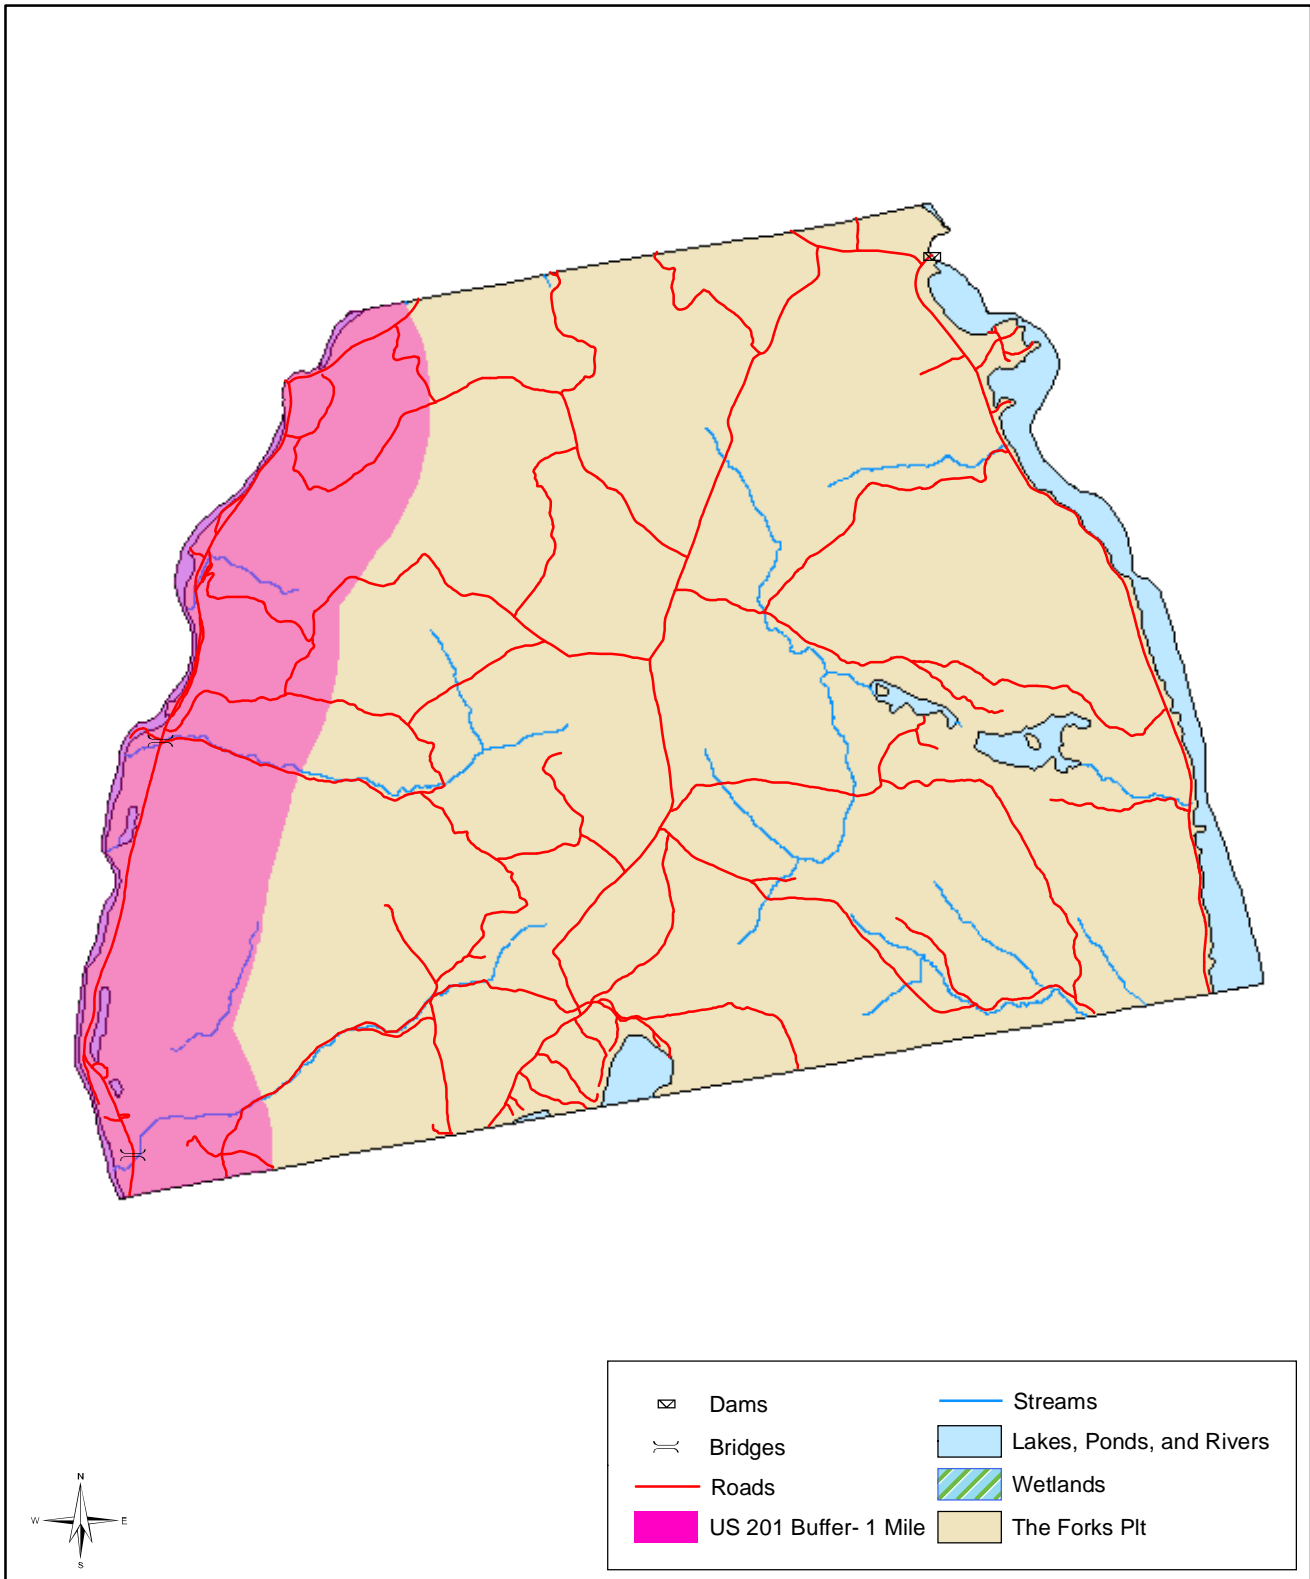 Dams
Bridges
Roads
US 201 Buffer- 1 Mile
Streams
Lakes, Ponds, and Rivers
Wetlands
The Forks Plt
N
W
E
S